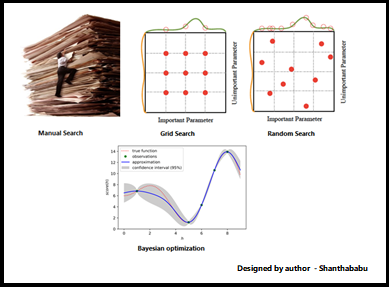 Important Parameter
Unimportant Parameter
Important Parameter
Unimportant Parameter
Manual Search
Grid Search
Random Search
true function
observations
approximation
confidence interval (95%)
14
12
10
8
6
4
2
0
2
4
6
8
Bayesian optimization
Designed by author - Shanthababu